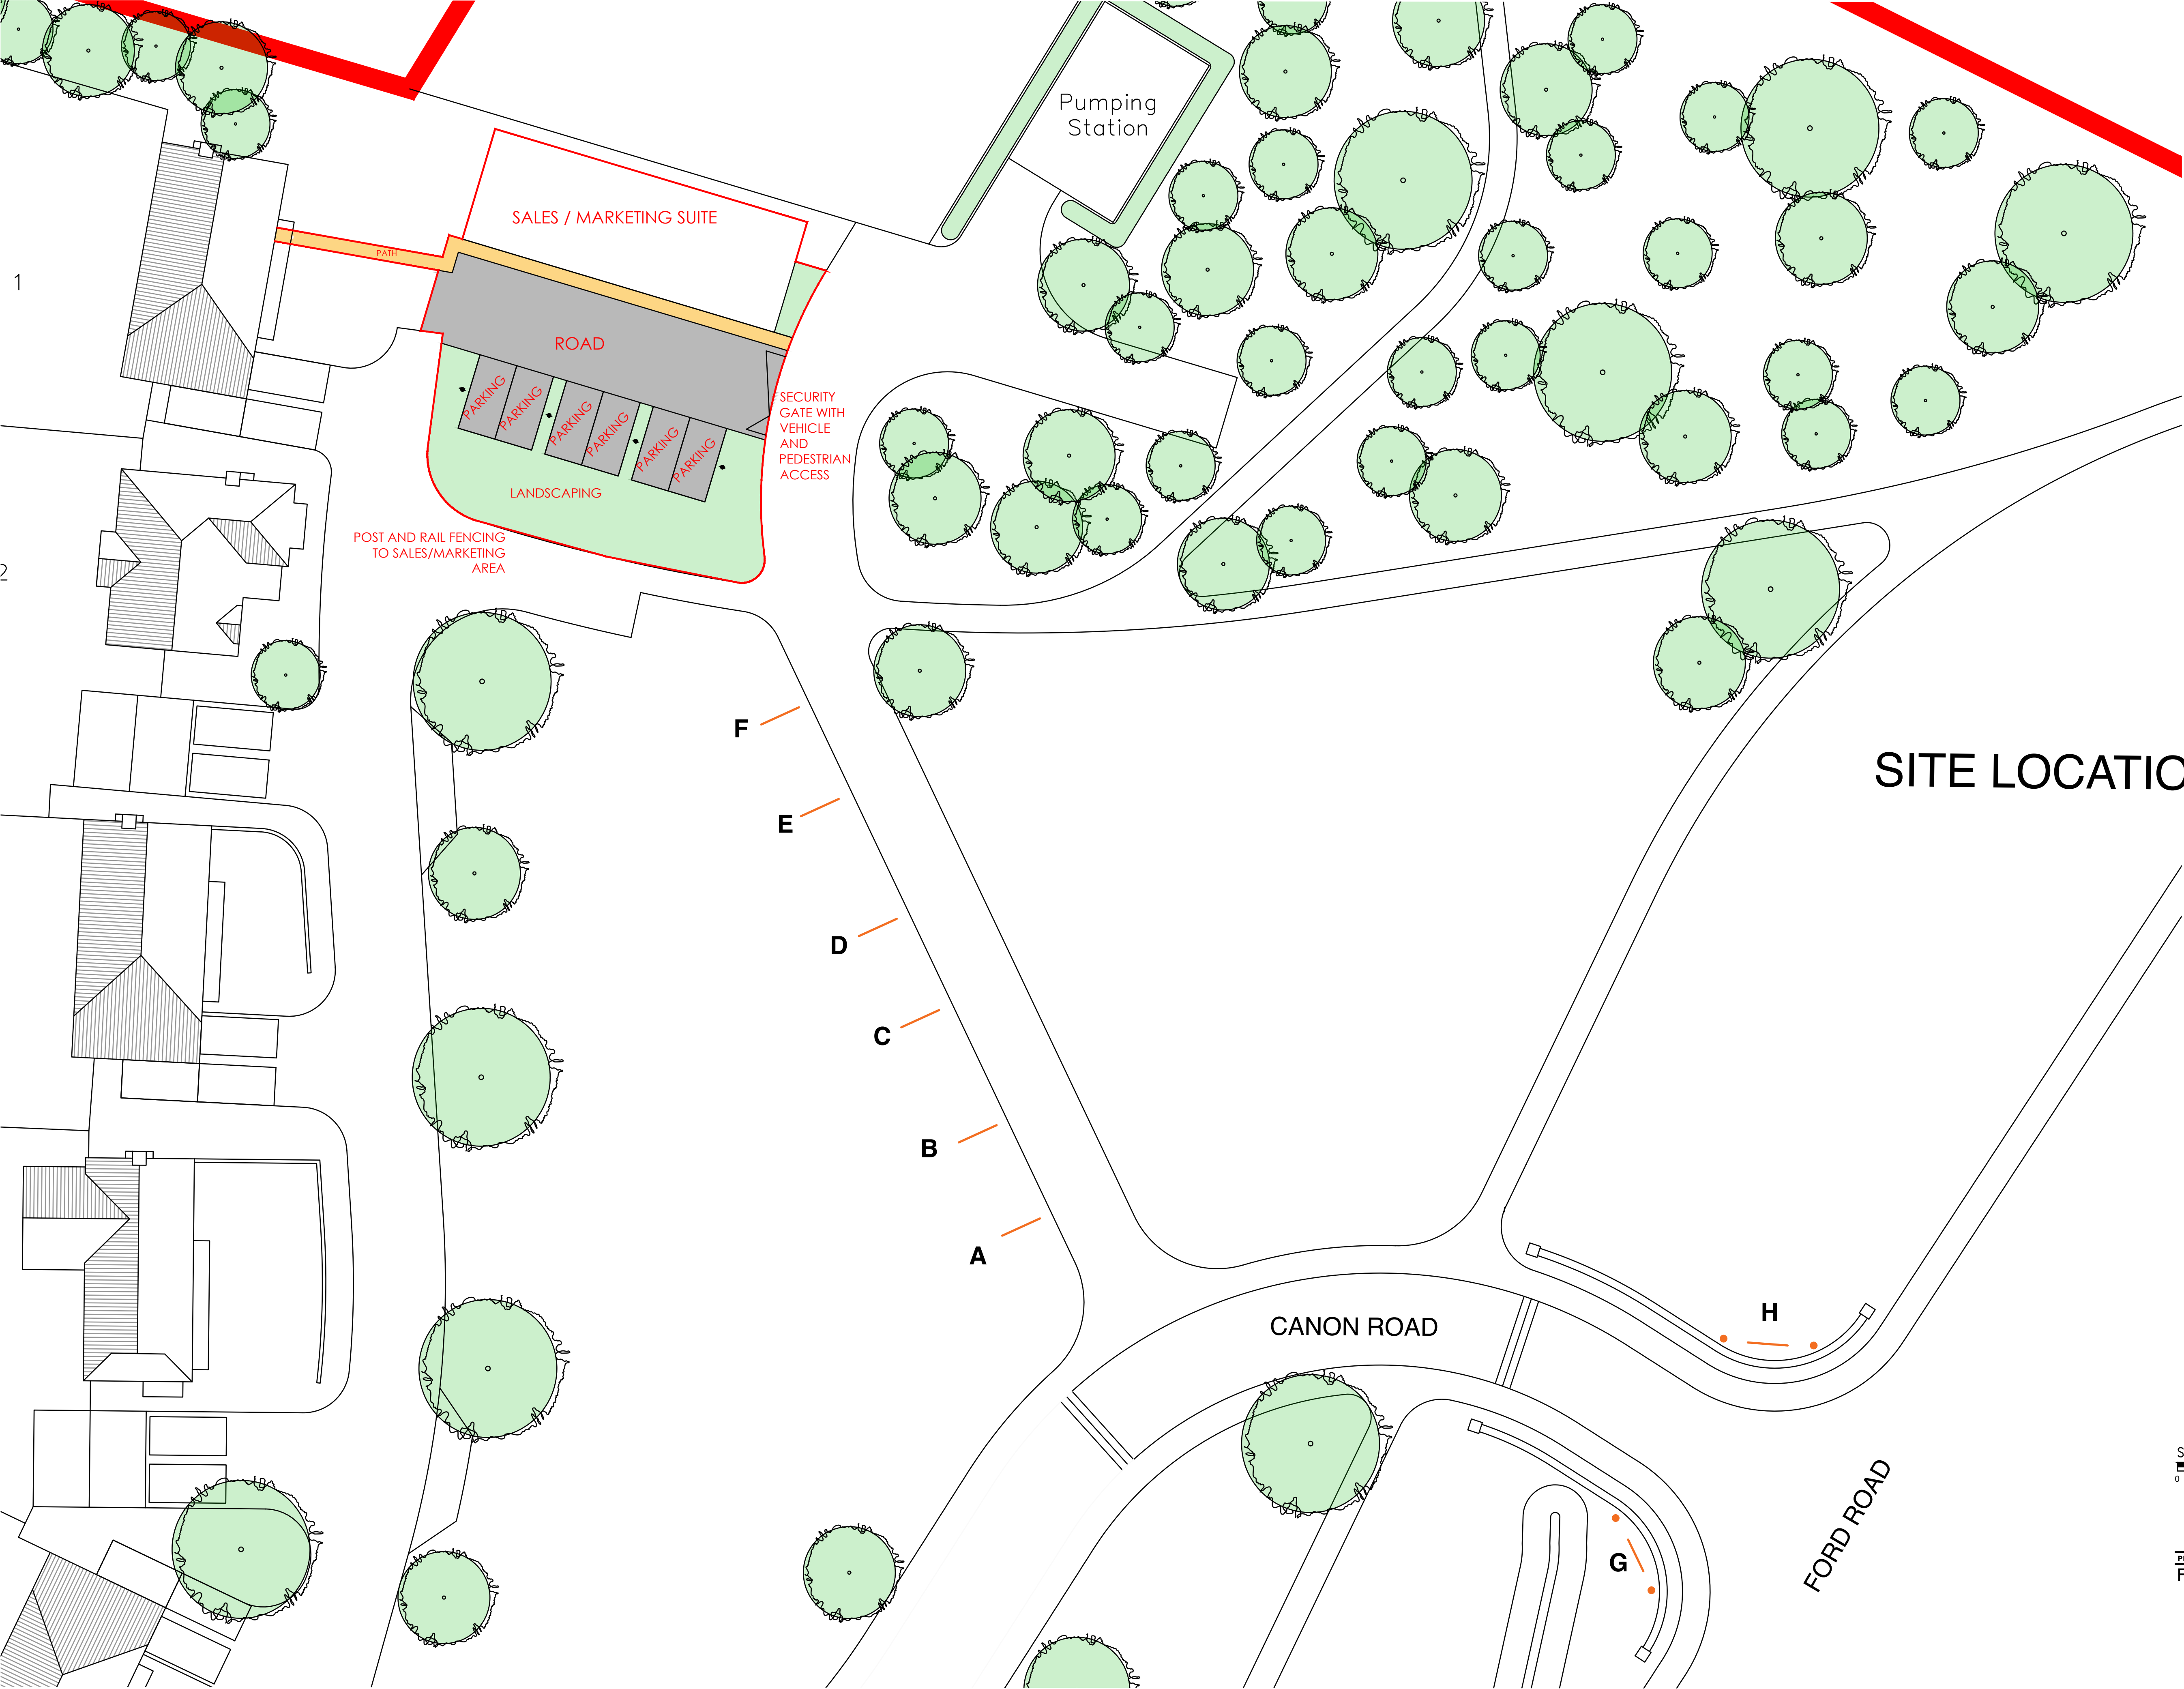 Pumping
Station
SALES / MARKETING SUITE
PATH
1
ROAD
PARKING
PARKING
PARKING
PARKING
PARKING
PARKING
SECURITY
GATE WITH
VEHICLE
AND
PEDESTRIAN
ACCESS
LANDSCAPING
POST AND RAIL FENCING
TO SALES/MARKETING
AREA
2
F
SITE LOCATIO
E
D
C
B
A
H
CANON ROAD
FORD ROAD
G